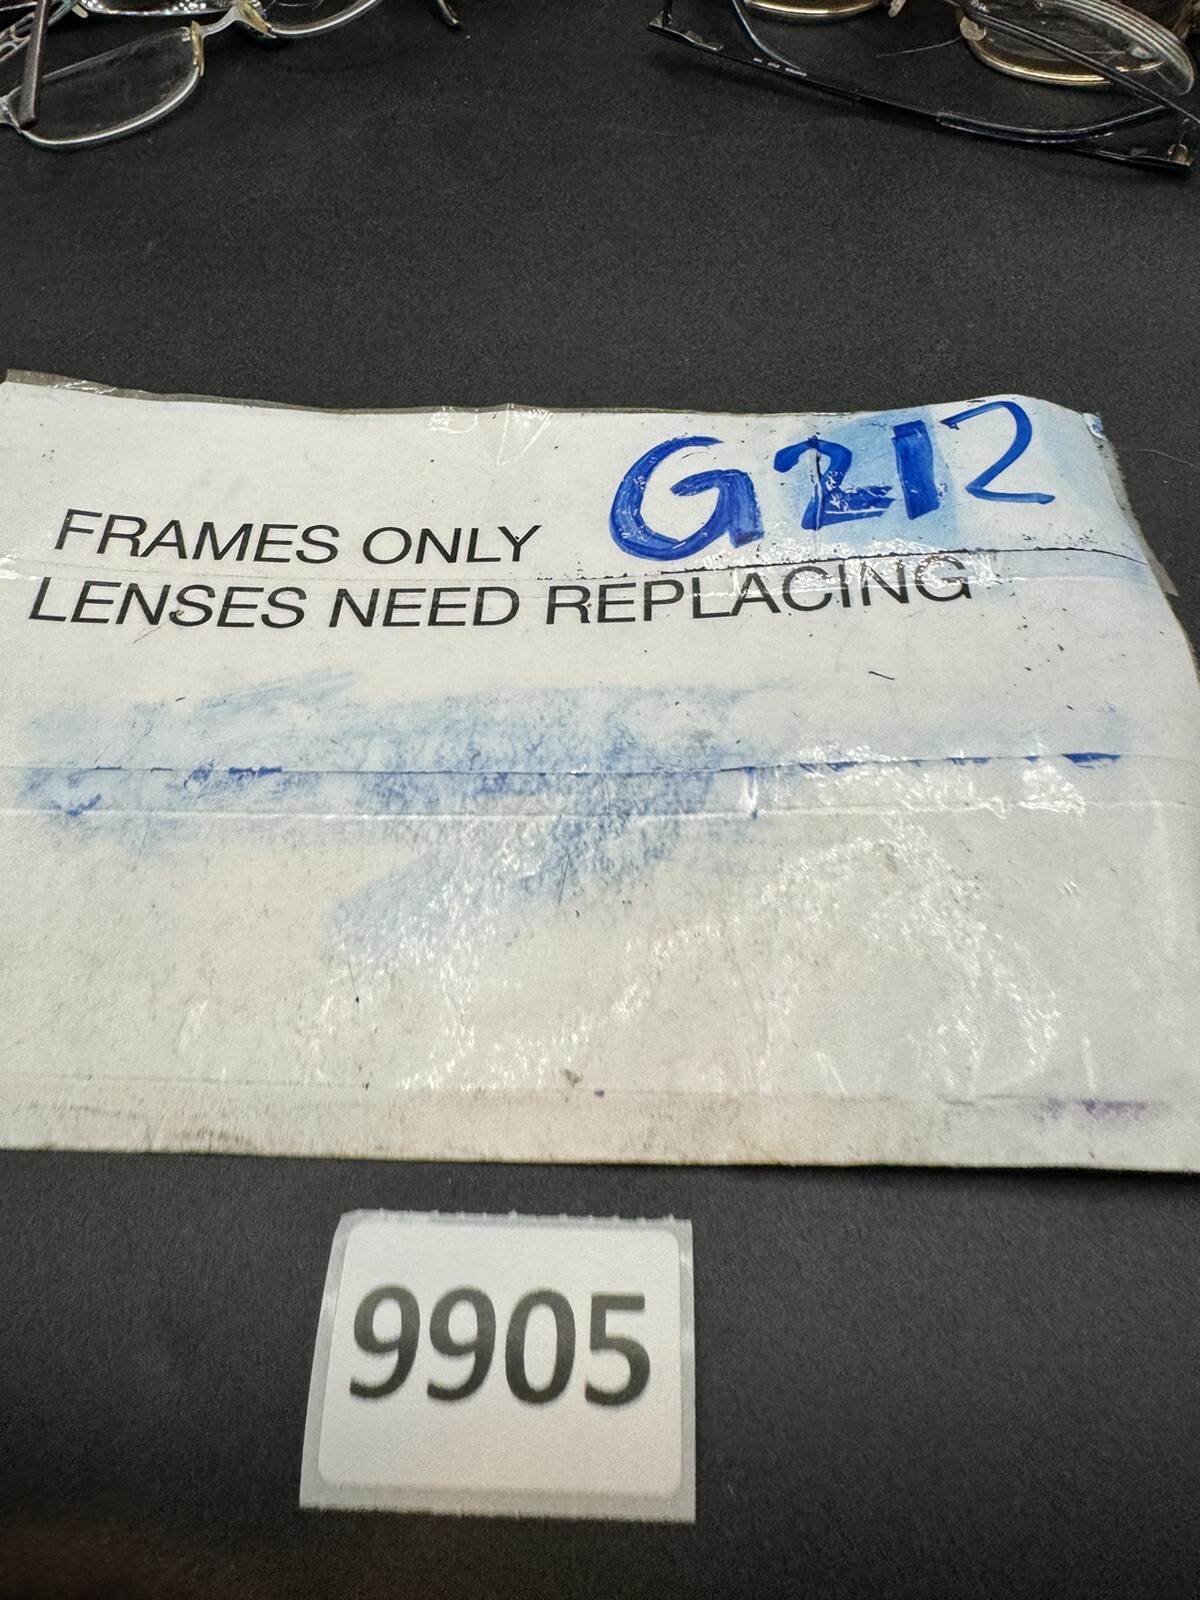 G212
FRAMES ONLY
LENSES NEED REPLACING
9905